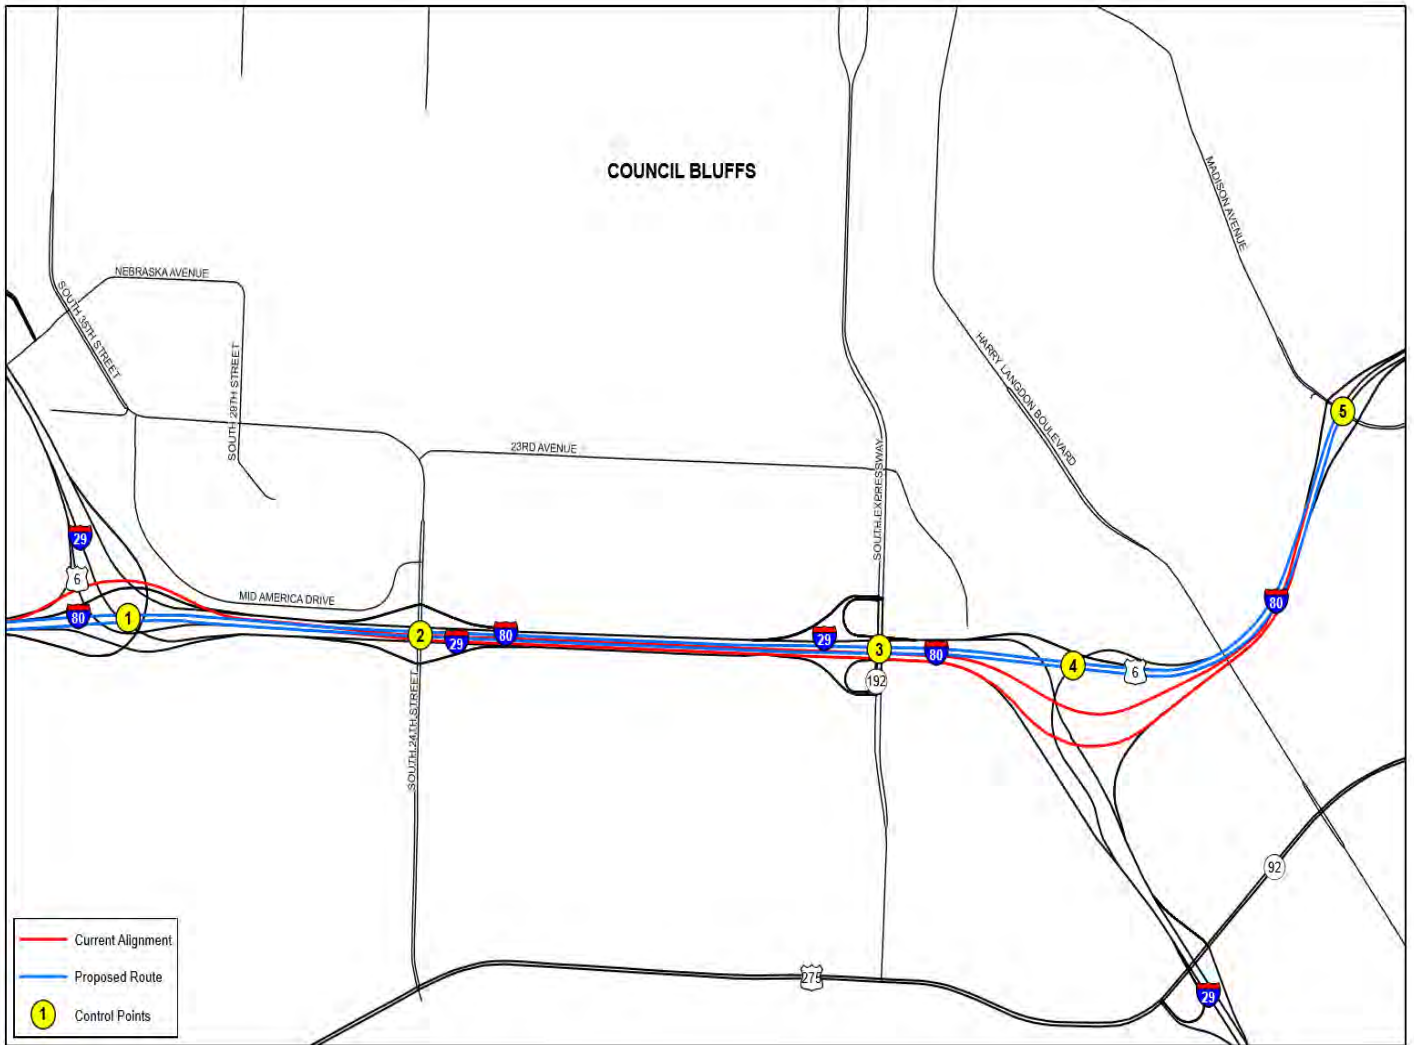 COUNCIL BLUFFS
MADISON AVENUE
NEBRASKA AVENUE
SOUTH 35TH STREET
SOUTH 29TH STREET
HARRY LANGDON BOULEVARD
5
23RD AVENUE
SOUTH EXPRESSWAY
29
6
MID AMERICA DRIVE
80
1
2
29
80
29
3
80
4
6
80
192
SOUTH 24TH STREET
92
275
29
Current Alignment
Proposed Route
1 Control Points